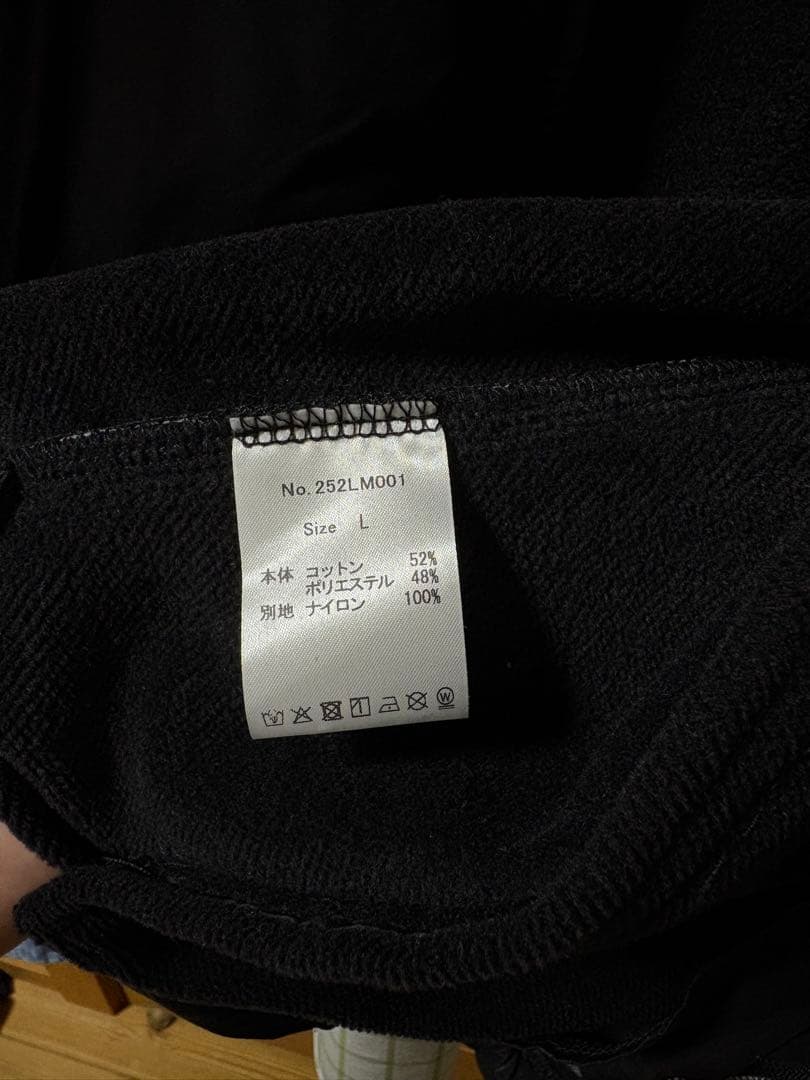 No. 252LM001
Size L
本体 コットン 52%
ポリエステル 48%
別地 ナイロン 100%
W